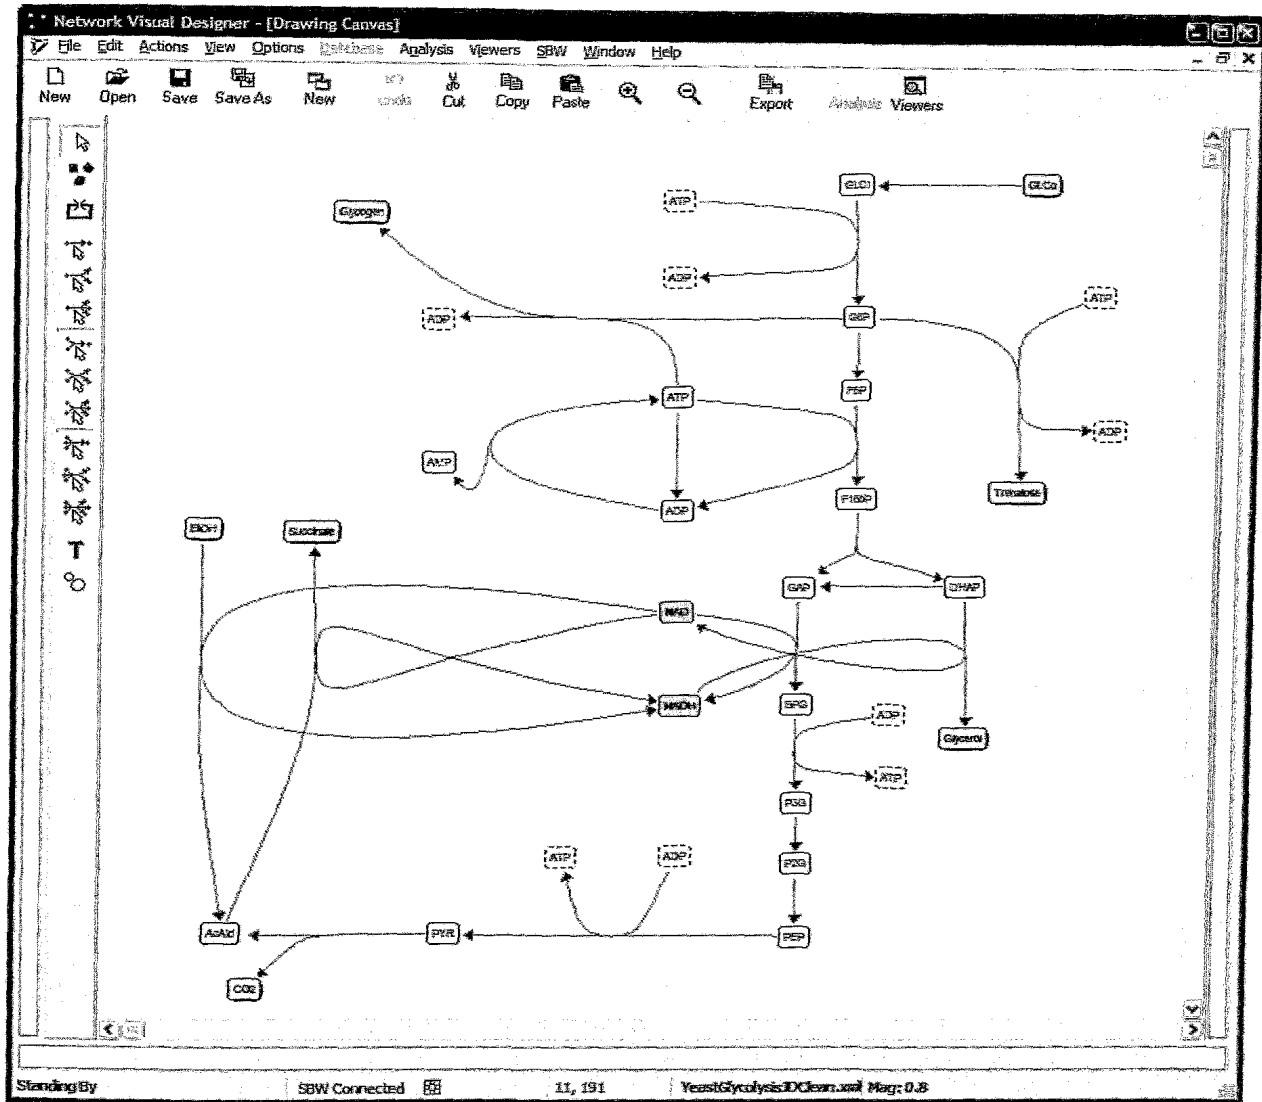 Network Visual Designer - [Drawing Canvas]
File Edit Actions View Options Database Analysis Viewers SBW Window Help
New Open Save Save As New Undo Cut Copy Paste Export Analysis Viewers
GLCi GLCo
ATP
Glycogen
ADP
ATP
ADP G6P
F6P
ATP
ADP
AMP
Trehalose
F16bP
ADP
EtOH Succinate
GAP DHAP
NAD
NADH BPG
ADP
Glycerol
ATP
P3G
ATP ADP
P2G
AcAld PYR PEP
CO2
T
Standing By SBW Connected 11, 191 YeastGlycolysisJDClean.xml Mag: 0.8